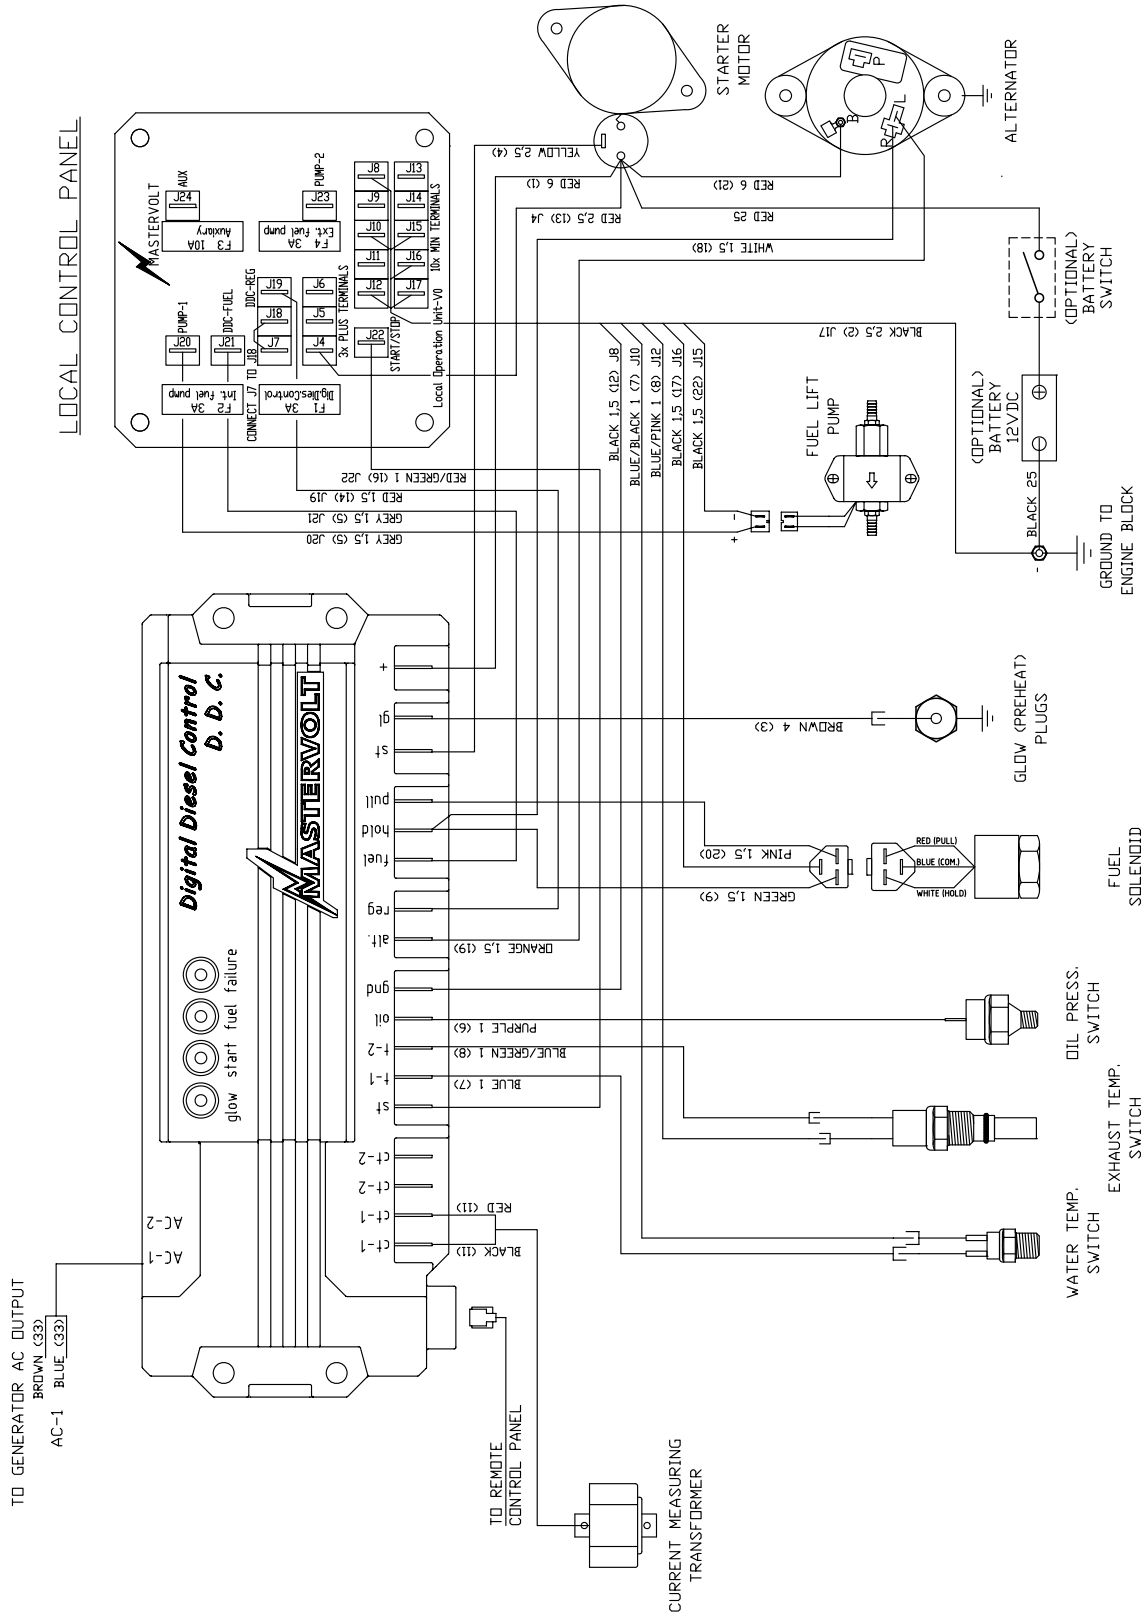 LOCAL CONTROL PANEL
MASTERVOLT
J24
AUX
F3 10A
Auxiary
J23
PUMP-2
F4 3A
Ext. Fuel pump
J20
PUMP-1
J21
DDC-FUEL
F2 3A
Int. Fuel pump
CONNECT J7 TO J18
F1 3A
Dig.Dies.Control
J19
DDC-REG
J18
J7
J6
J5
J4
3x PLUS TERMINALS
J22
START/STOP
Local Operation Unit-V0
J8
J9
J10
J11
J12
J13
J14
J15
J16
J17
10x MIN TERMINALS
STARTER
MOTOR
ALTERNATOR
P
B
R
L
YELLOW 2,5 (4)
RED 6 (1)
RED 2,5 (13) J4
RED 6 (21)
RED 25
WHITE 1,5 (18)
(OPTIONAL)
BATTERY
SWITCH
(OPTIONAL)
BATTERY
12VDC
BLACK 2,5 (2) J17
BLACK 25
-
GROUND TO
ENGINE BLOCK
RED/GREEN 1 (16) J22
RED 1,5 (14) J19
GREY 1,5 (5) J21
GREY 1,5 (5) J20
BLACK 1,5 (12) J8
BLUE/BLACK 1 (7) J10
BLUE/PINK 1 (8) J12
BLACK 1,5 (17) J16
BLACK 1,5 (22) J15
FUEL LIFT
PUMP
-
+
Digital Diesel Control
D. D. C.
MASTERVOLT
glow start fuel failure
+
gl
st
pull
hold
fuel
reg
alt.
gnd
oil
t-2
t-1
st
ct-2
ct-2
ct-1
ct-1
AC-2
AC-1
BROWN 4 (3)
GLOW (PREHEAT)
PLUGS
PINK 1,5 (20)
GREEN 1,5 (9)
RED (PULL)
BLUE (COM.)
WHITE (HOLD)
FUEL
SOLENOID
ORANGE 1,5 (19)
PURPLE 1 (6)
OIL PRESS.
SWITCH
BLUE/GREEN 1 (8)
BLUE 1 (7)
EXHAUST TEMP.
SWITCH
WATER TEMP.
SWITCH
RED (11)
BLACK (11)
TO GENERATOR AC OUTPUT
BROWN (33)
AC-1 BLUE (33)
TO REMOTE
CONTROL PANEL
CURRENT MEASURING
TRANSFORMER